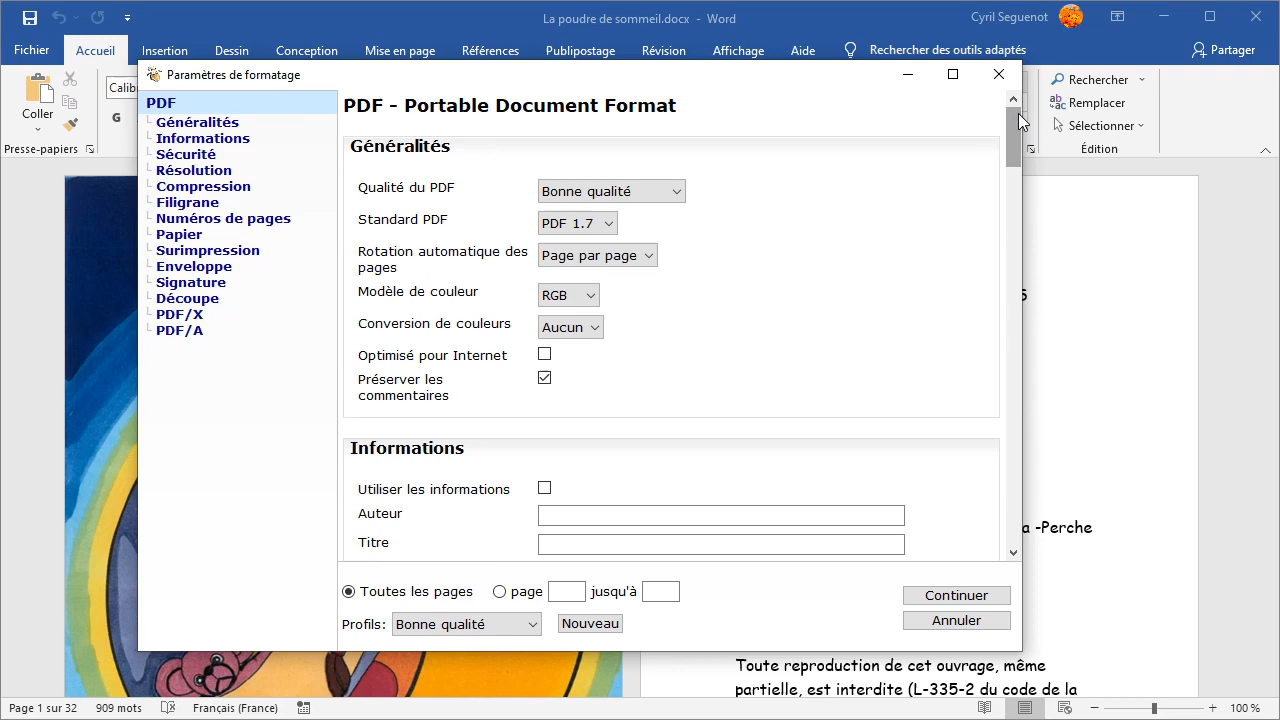 La poudre de sommeil.docx - Word
Cyril Seguenot
Fichier
Accueil
Insertion
Dessin
Conception
Mise en page
Références
Publipostage
Révision
Affichage
Aide
Rechercher des outils adaptés
Partager
Coller
Presse-papiers
Calib
G
Rechercher
Remplacer
Sélectionner
Édition
Paramètres de formatage
PDF
Généralités
Informations
Sécurité
Résolution
Compression
Filigrane
Numéros de pages
Papier
Surimpression
Enveloppe
Signature
Découpe
PDF/X
PDF/A
PDF - Portable Document Format
Généralités
Qualité du PDF
Bonne qualité
Standard PDF
PDF 1.7
Rotation automatique des
pages
Page par page
Modèle de couleur
RGB
Conversion de couleurs
Aucun
Optimisé pour Internet
Préserver les
commentaires
Informations
Utiliser les informations
Auteur
Titre
Toutes les pages
page
jusqu'à
Profils:
Bonne qualité
Nouveau
Continuer
Annuler
5
a -Perche
Toute reproduction de cet ouvrage, même
partielle, est interdite (L-335-2 du code de la
Page 1 sur 32
909 mots
Français (France)
100 %